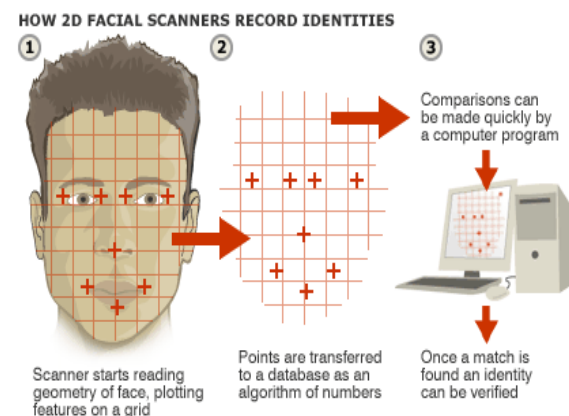 HOW 2D FACIAL SCANNERS RECORD IDENTITIES
1
Scanner starts reading
geometry of face, plotting
features on a grid
2
Points are transferred
to a database as an
algorithm of numbers
3
Comparisons can
be made quickly by
a computer program
Once a match is
found an identity
can be verified